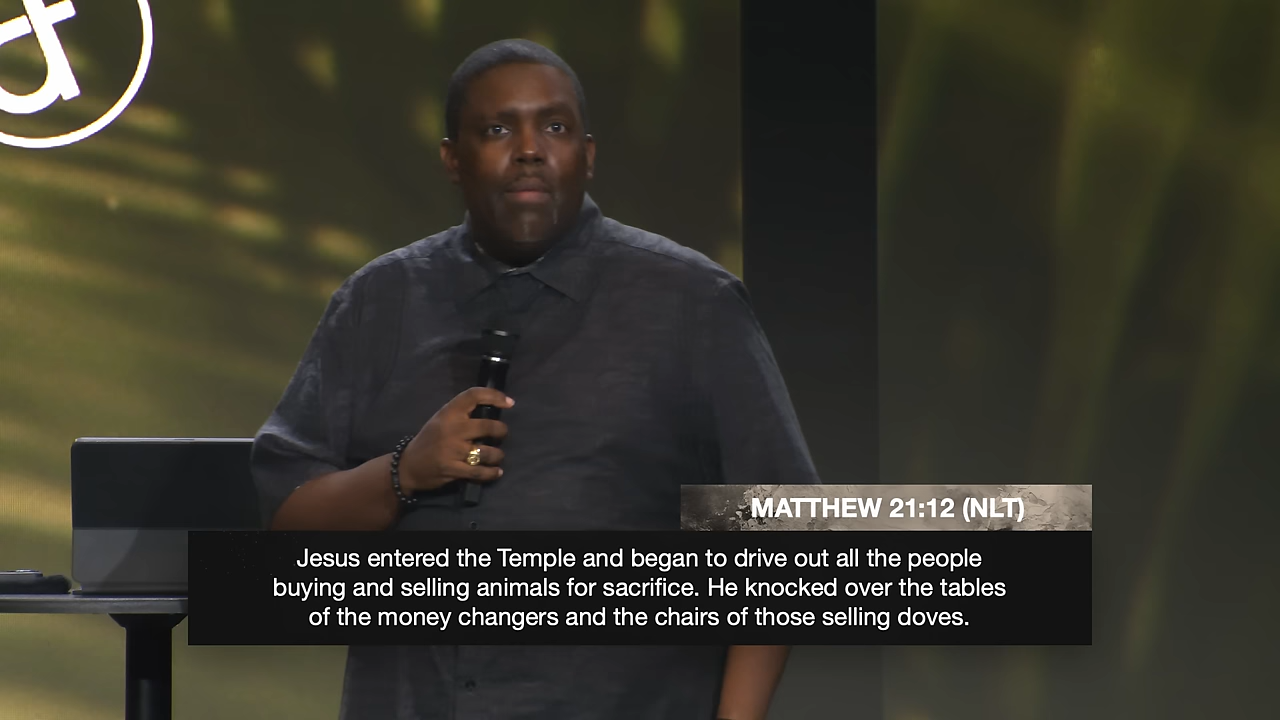 MATTHEW 21:12 (NLT)
Jesus entered the Temple and began to drive out all the people
buying and selling animals for sacrifice. He knocked over the tables
of the money changers and the chairs of those selling doves.